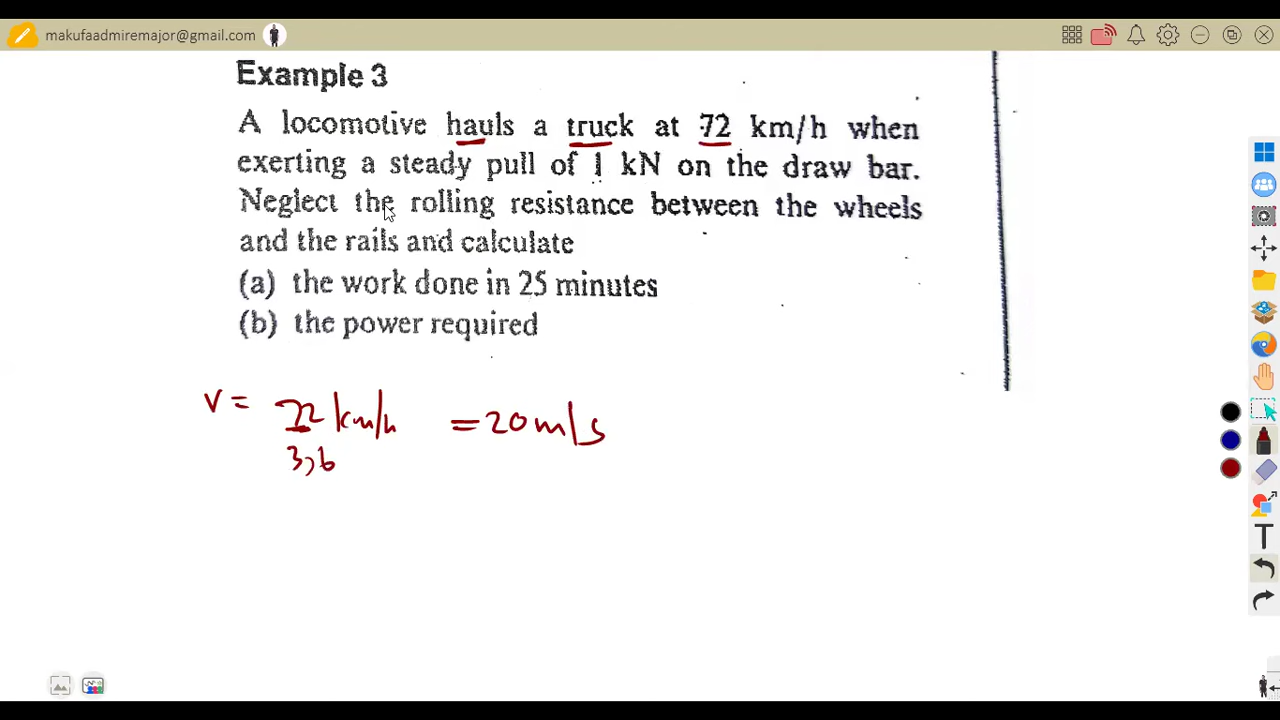 makufaadmiremajor@gmail.com
Example 3
A locomotive hauls a truck at 72 km/h when
exerting a steady pull of 1 kN on the draw bar.
Neglect the rolling resistance between the wheels
and the rails and calculate
(a) the work done in 25 minutes
(b) the power required
v = 72 km/h = 20 m/s
3,6
T